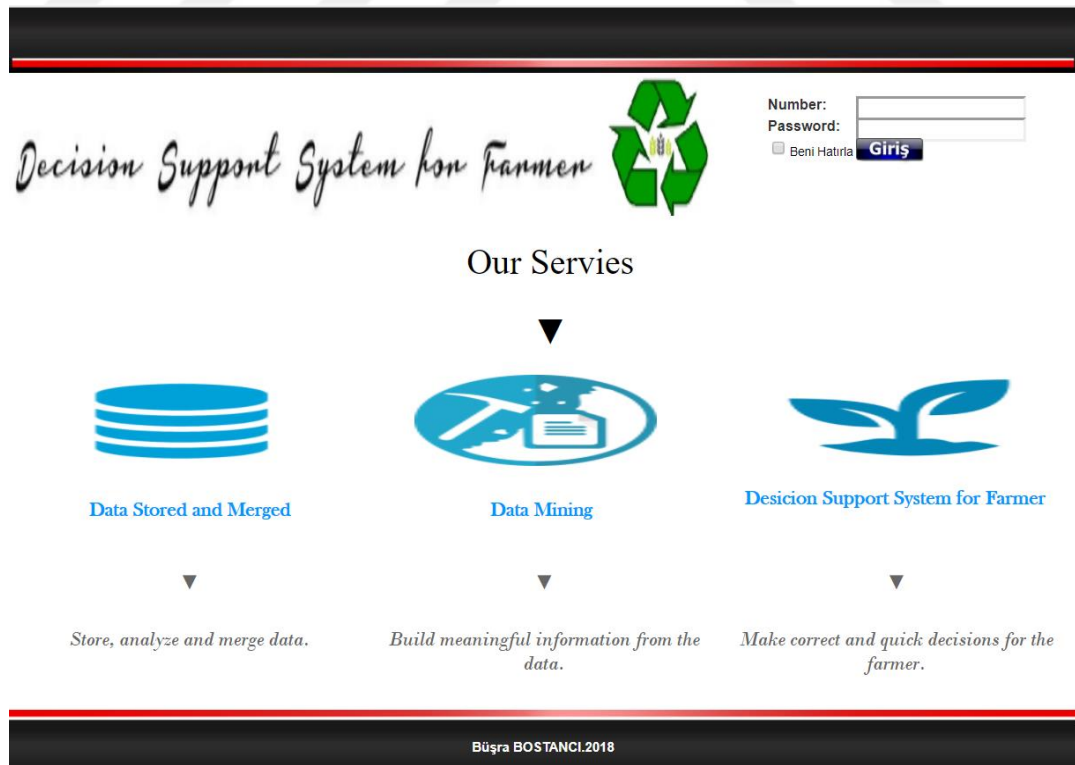 Decision Support System for Farmer
Number:
Password:
Beni Hatırla Giriş
Our Servies
▼
Data Stored and Merged
Data Mining
Desicion Support System for Farmer
▼ ▼ ▼
Store, analyze and merge data.
Build meaningful information from the
data.
Make correct and quick decisions for the
farmer.
Büşra BOSTANCI.2018